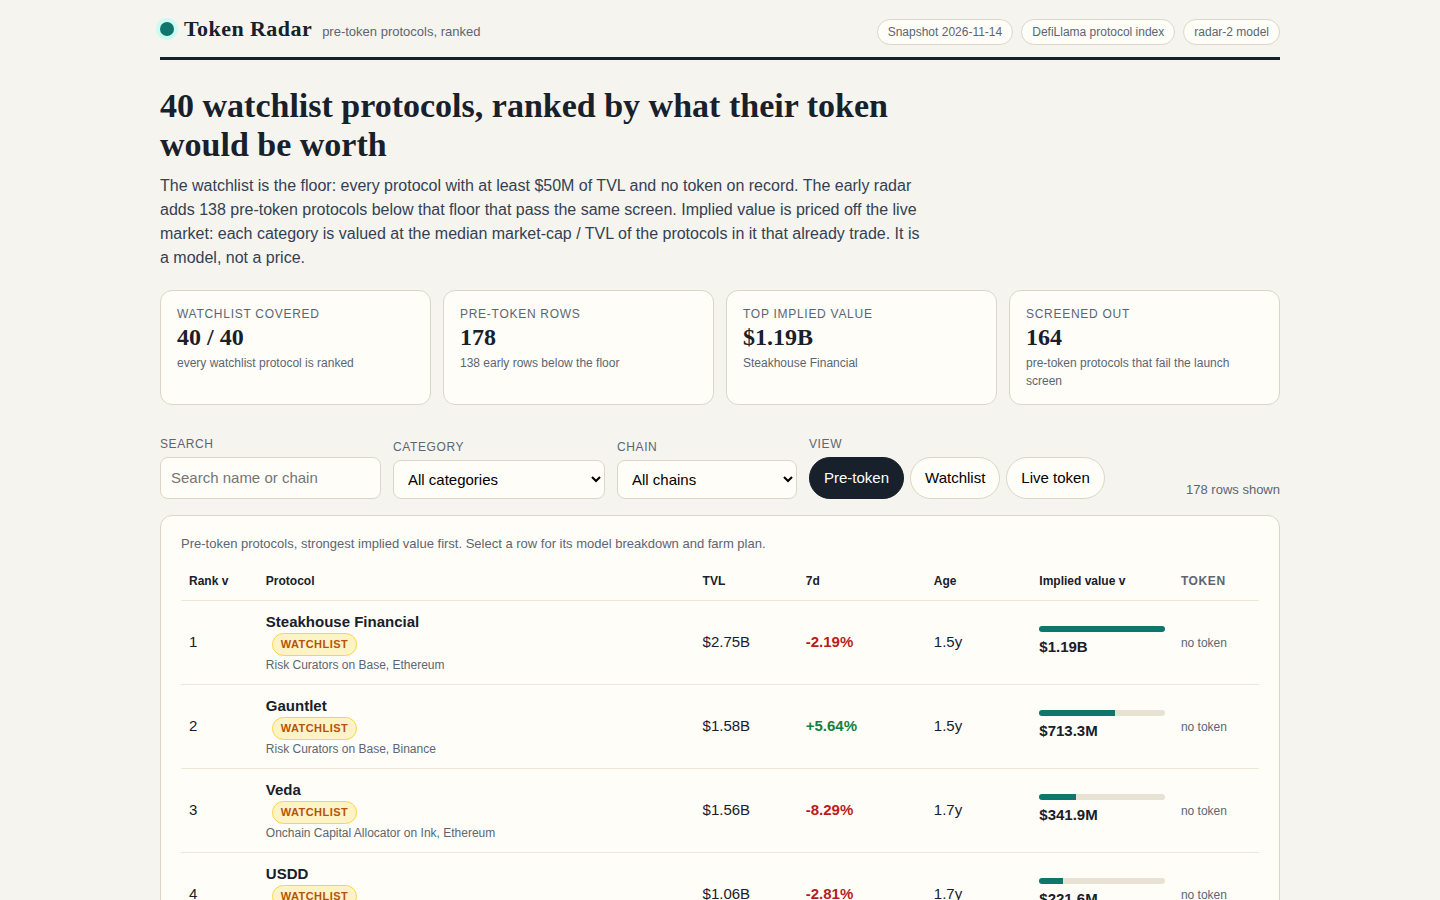 Token Radar pre-token protocols, ranked
Snapshot 2026-11-14
DefiLlama protocol index
radar-2 model
40 watchlist protocols, ranked by what their token
would be worth
The watchlist is the floor: every protocol with at least $50M of TVL and no token on record. The early radar
adds 138 pre-token protocols below that floor that pass the same screen. Implied value is priced off the live
market: each category is valued at the median market-cap / TVL of the protocols in it that already trade. It is
a model, not a price.
WATCHLIST COVERED
40 / 40
every watchlist protocol is ranked
PRE-TOKEN ROWS
178
138 early rows below the floor
TOP IMPLIED VALUE
$1.19B
Steakhouse Financial
SCREENED OUT
164
pre-token protocols that fail the launch
screen
SEARCH
Search name or chain
CATEGORY
All categories
CHAIN
All chains
VIEW
Pre-token
Watchlist
Live token
178 rows shown
Pre-token protocols, strongest implied value first. Select a row for its model breakdown and farm plan.
Rank v Protocol TVL 7d Age Implied value v TOKEN
Steakhouse Financial
WATCHLIST
Risk Curators on Base, Ethereum
1 $2.75B -2.19% 1.5y $1.19B no token
Gauntlet
WATCHLIST
Risk Curators on Base, Binance
2 $1.58B +5.64% 1.5y $713.3M no token
Veda
WATCHLIST
Onchain Capital Allocator on Ink, Ethereum
3 $1.56B -8.29% 1.7y $341.9M no token
USDD
WATCHLIST
4 $1.06B -2.81% 1.7y $221.6M no token